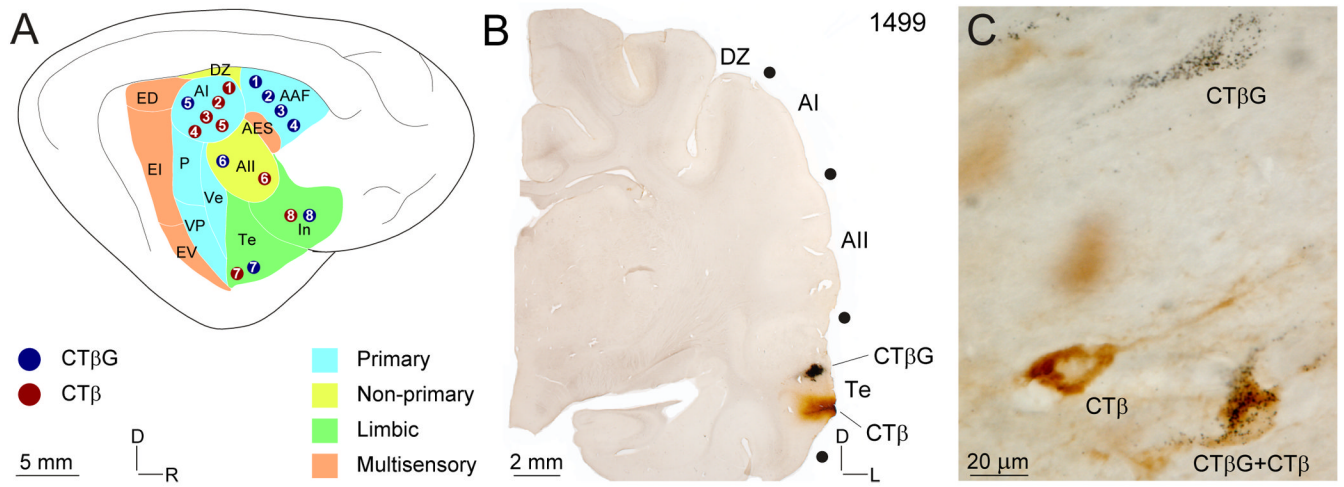 A
DZ
ED
AI
AAF
1
1
2
2
5
3
3
4
5
4
AES
EI
P
6
AII
6
Ve
8
8
In
VP
Te
EV
7
7
CTβG
CTβ
5 mm
D
R
Primary
Non-primary
Limbic
Multisensory
B
1499
DZ
AI
AII
CTβG
Te
CTβ
2 mm
D
L
C
CTβG
CTβ
CTβG+CTβ
20 μm